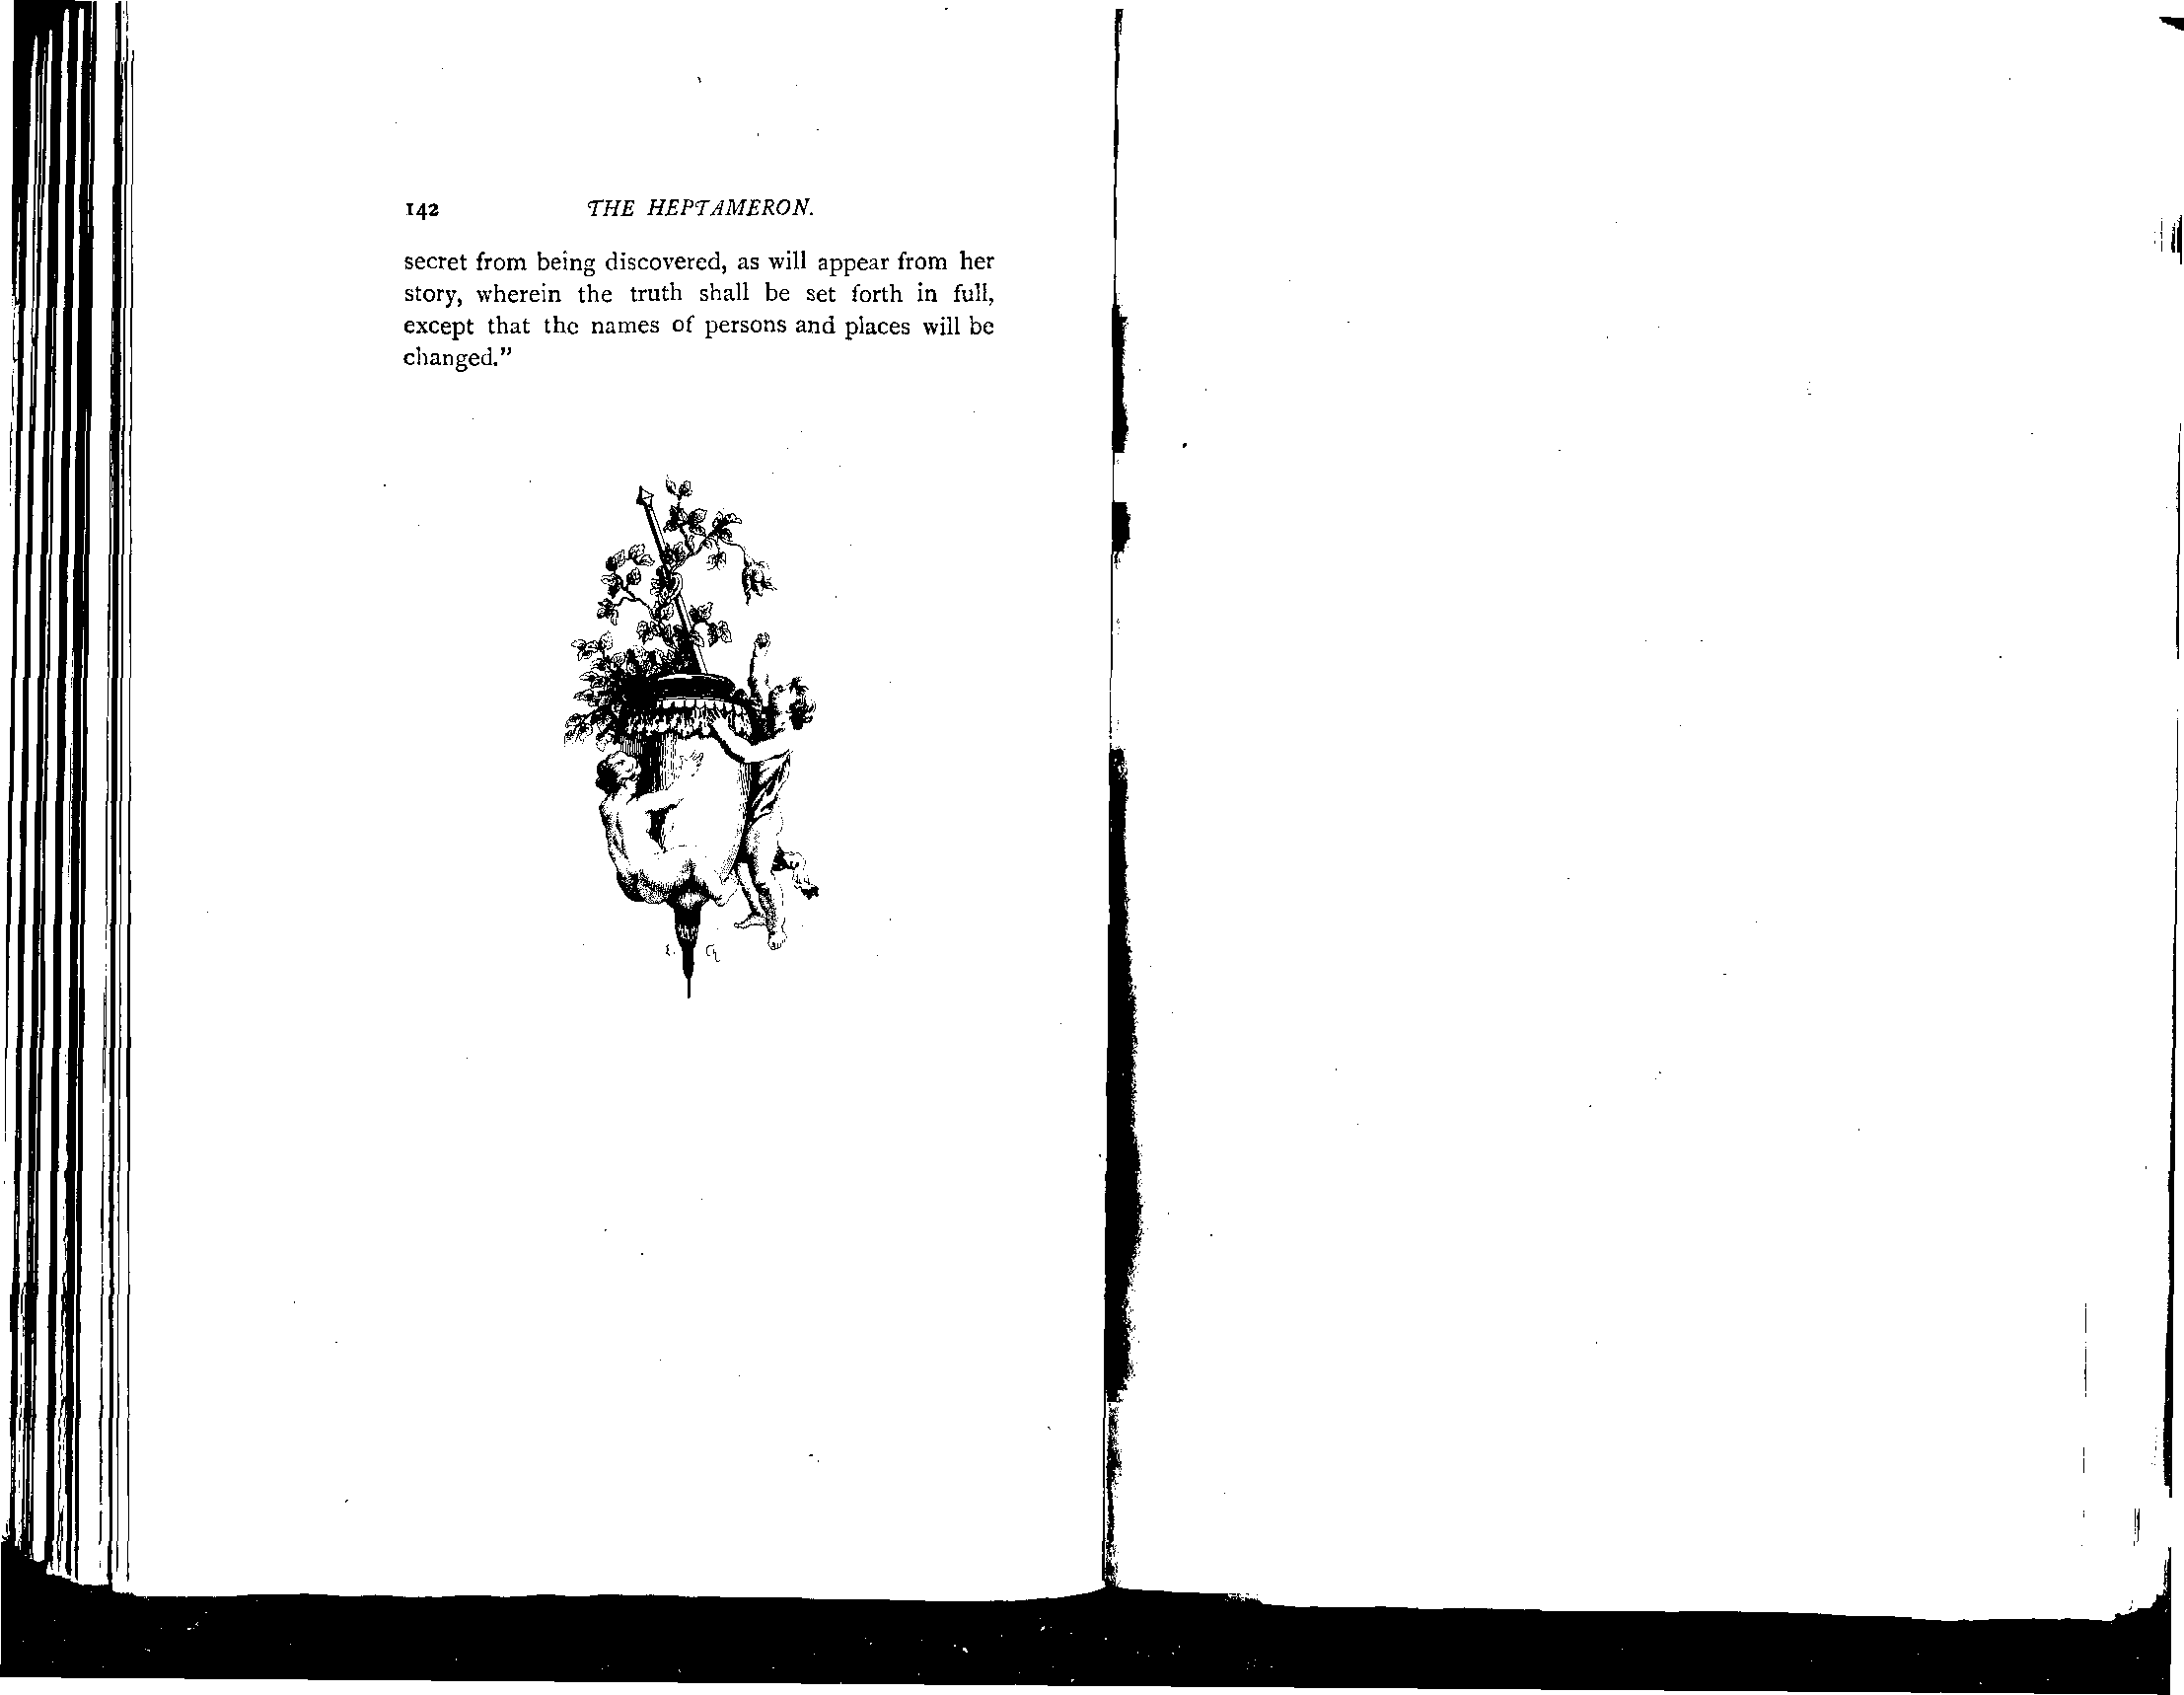 142 THE HEPTAMERON.
secret from being discovered, as will appear from her
story, wherein the truth shall be set forth in full,
except that the names of persons and places will be
changed.”